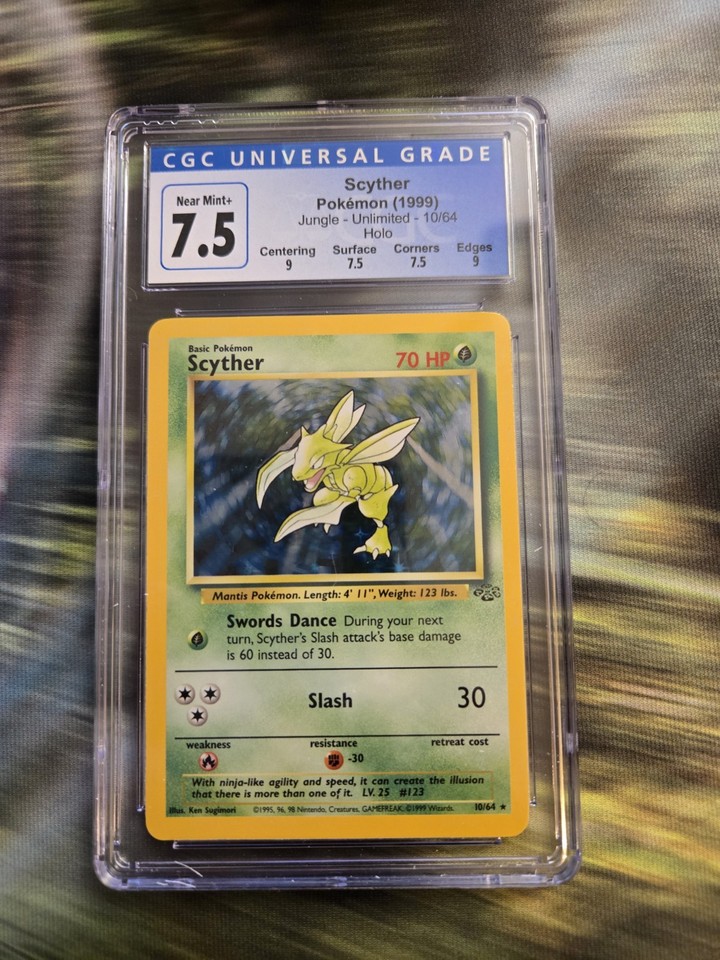 CGC UNIVERSAL GRADE
Near Mint+
7.5
Scyther
Pokémon (1999)
Jungle - Unlimited - 10/64
Holo
Centering Surface Corners Edges
9 7.5 7.5 9
Basic Pokémon
Scyther 70 HP
Mantis Pokémon. Length: 4' 11", Weight: 123 lbs.
Swords Dance During your next
turn, Scyther's Slash attack's base damage
is 60 instead of 30.
Slash 30
weakness resistance retreat cost
-30
With ninja-like agility and speed, it can create the illusion
that there is more than one of it. LV. 25 #123
Illus. Ken Sugimori ©1995, 96, 98 Nintendo, Creatures, GAMEFREAK. ©1999 Wizards. 10/64 ★